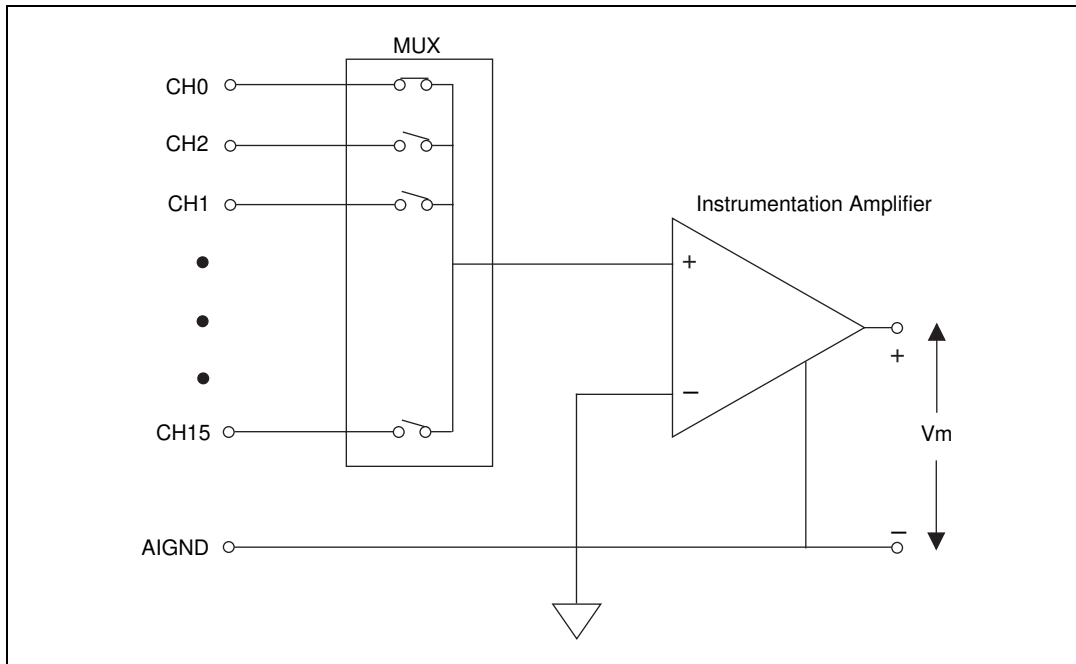 MUX
CH0
CH2
CH1
Instrumentation Amplifier
+
−
+
CH15
Vm
AIGND
−